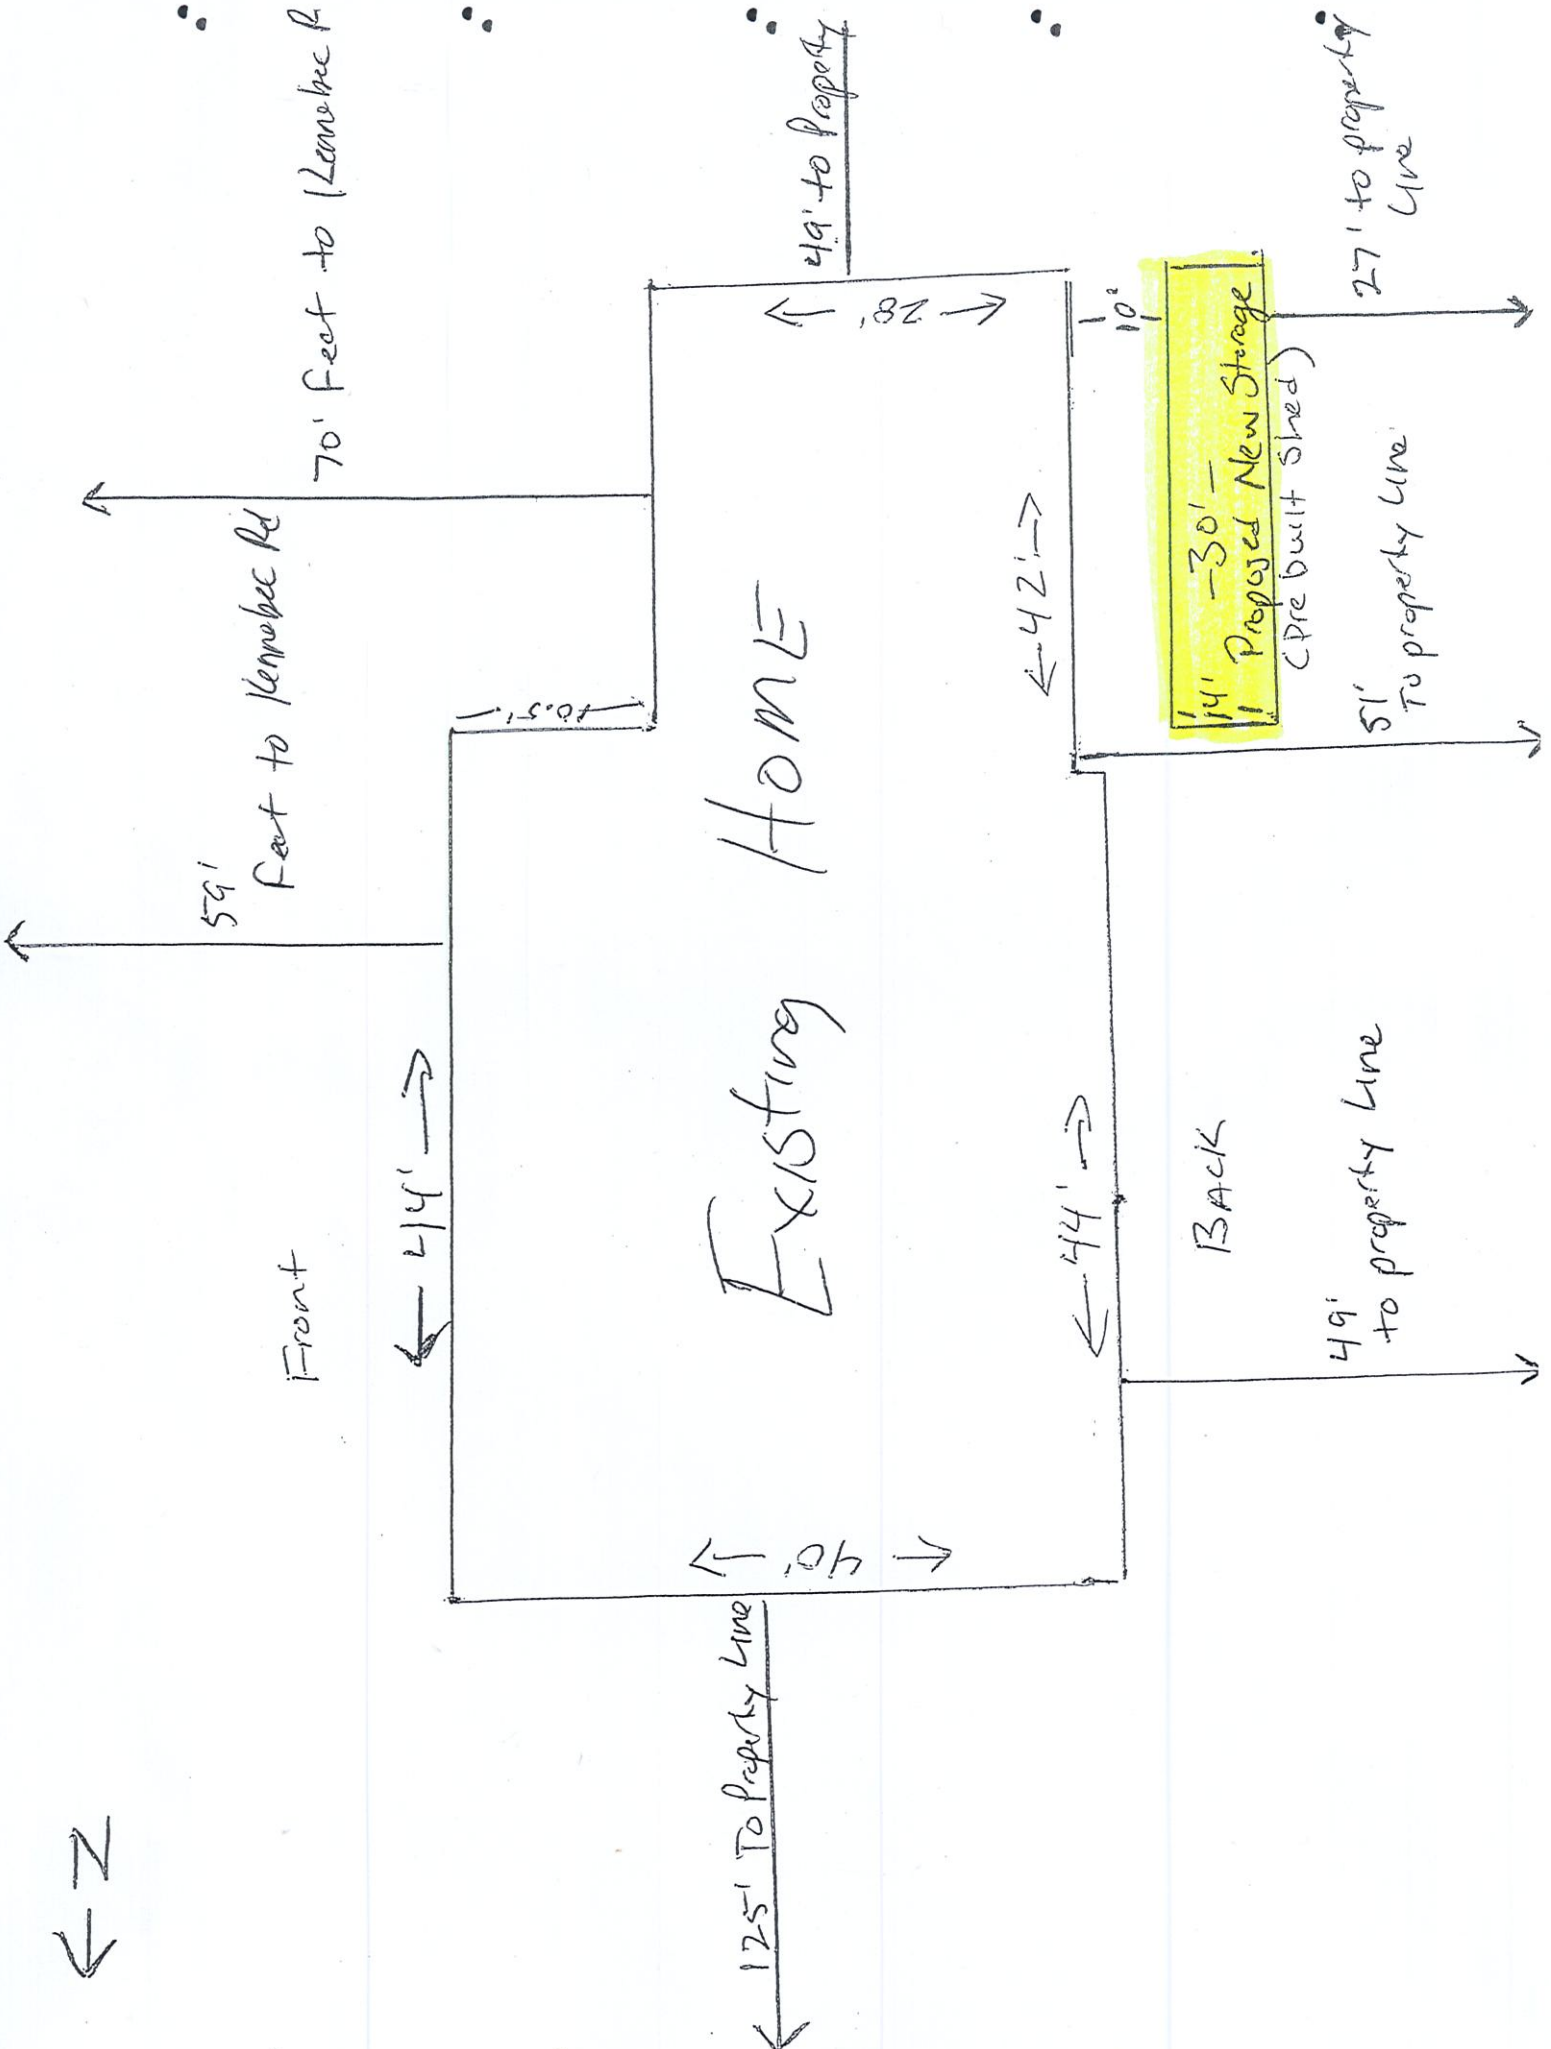 ← N
59'
Feet to Kennebec Rd
70' Feet to Kennebec R
Front
← 44' →
10.5'
Existing HOME
← 28' →
49' to Property
125' To Property Line
← 40' →
← 42' →
10'
14' -30'-
Proposed New Storage
(Pre built Shed)
← 44' →
BACK
49'
to property Line
51'
To property Line
27' to property
Line